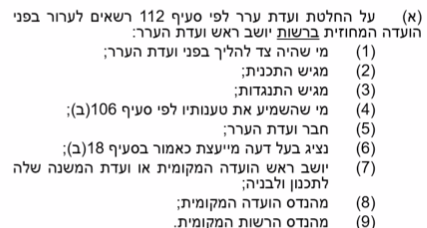 (א) על החלטת ועדת ערר לפי סעיף 112 רשאים לערור בפני
הועדה המחוזית ברשות יושב ראש ועדת הערר:
(1) מי שהיה צד להליך בפני ועדת הערר;
(2) מגיש התכנית;
(3) מגיש התנגדות;
(4) מי שהשמיע את טענותיו לפי סעיף 106(ב);
(5) חבר ועדת הערר;
(6) נציג בעל דעה מייעצת כאמור בסעיף 18(ב);
(7) יושב ראש הועדה המקומית או ועדת המשנה שלה
לתכנון ולבניה;
(8) מהנדס הועדה המקומית;
(9) מהנדס הרשות המקומית.